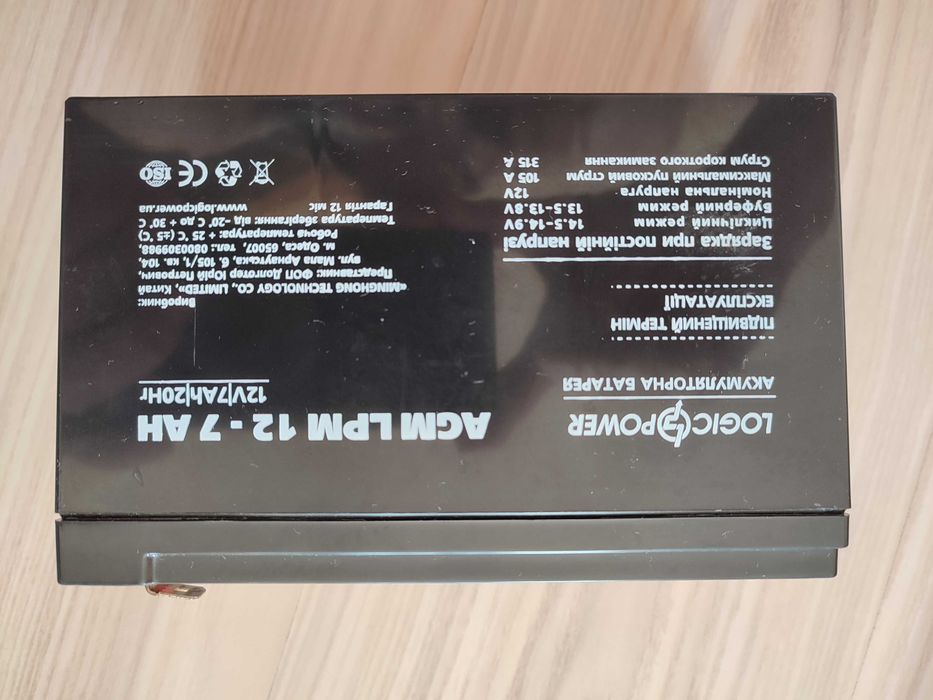 LOGICPOWER
АКУМУЛЯТОРНА БАТАРЕЯ
AGM LPM 12 - 7 AH
12V|7Ah|20Hr
ПІДВИЩЕНИЙ ТЕРМІН
ЕКСПЛУАТАЦІЇ
Зарядка при постійній напрузі
Циклічний режим 14.5-14.9V
Буферний режим 13.5-13.8V
Номінальна напруга 12V
Максимальний пусковий струм 105 A
Струм короткого замикання 315 A
Виробник:
«MINGHONG TECHNOLOGY CO., LIMITED», Китай
Представник: ФОП Долготер Юрій Петрович,
вул. Мала Арнаутська, б. 105/1, кв. 104,
м. Одеса, 65007, тел.: 0800309988,
Робоча температура: + 25 °C (±5 °C)
Температура зберігання: від -20° C до + 30° C
Гарантія 12 міс
www.logicpower.ua
CE
ISO